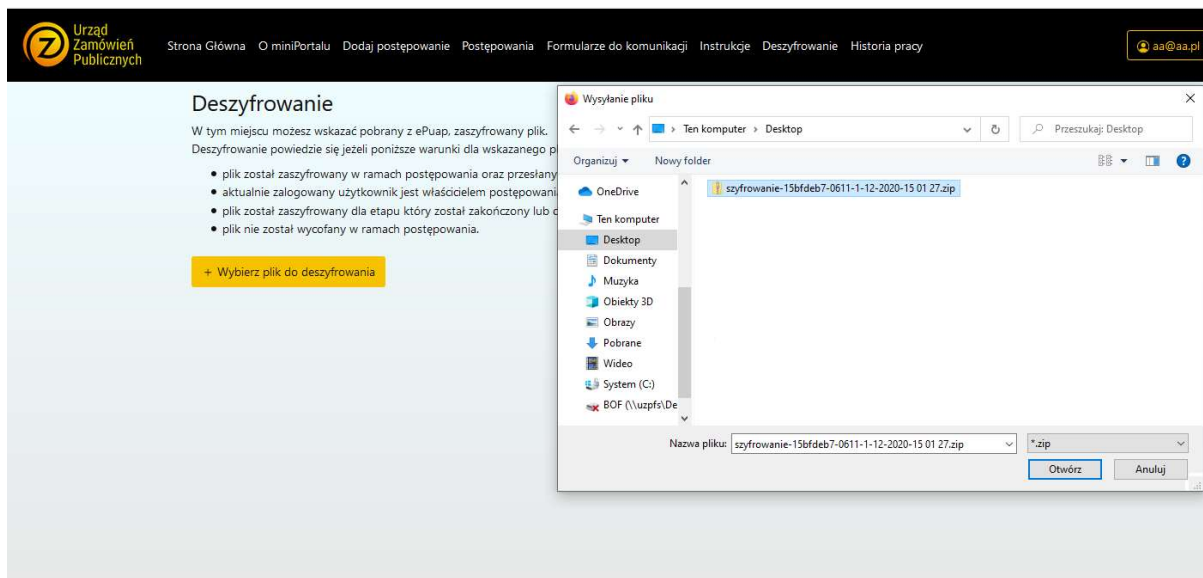 Urząd
Zamówień
Publicznych
Strona Główna O miniPortalu Dodaj postępowanie Postępowania Formularze do komunikacji Instrukcje Deszyfrowanie Historia pracy
aa@aa.pl
Deszyfrowanie
W tym miejscu możesz wskazać pobrany z ePuap, zaszyfrowany plik.
Deszyfrowanie powiedzie się jeżeli poniższe warunki dla wskazanego
• plik został zaszyfrowany w ramach postępowania oraz przesłany
• aktualnie zalogowany użytkownik jest właścicielem
• plik został zaszyfrowany dla etapu który został zakończony lub
• plik nie został wycofany w ramach postępowania.
+ Wybierz plik do deszyfrowania
Wysyłanie pliku
Ten komputer › Desktop
Przeszukaj: Desktop
Organizuj Nowy folder
OneDrive
Ten komputer
Desktop
Dokumenty
Muzyka
Obiekty 3D
Obrazy
Pobrane
Wideo
System (C:)
BOF (\\uzpfs\De
szyfrowanie-15bfdeb7-0611-1-12-2020-15 01 27.zip
Nazwa pliku: szyfrowanie-15bfdeb7-0611-1-12-2020-15 01 27.zip *.zip
Otwórz Anuluj